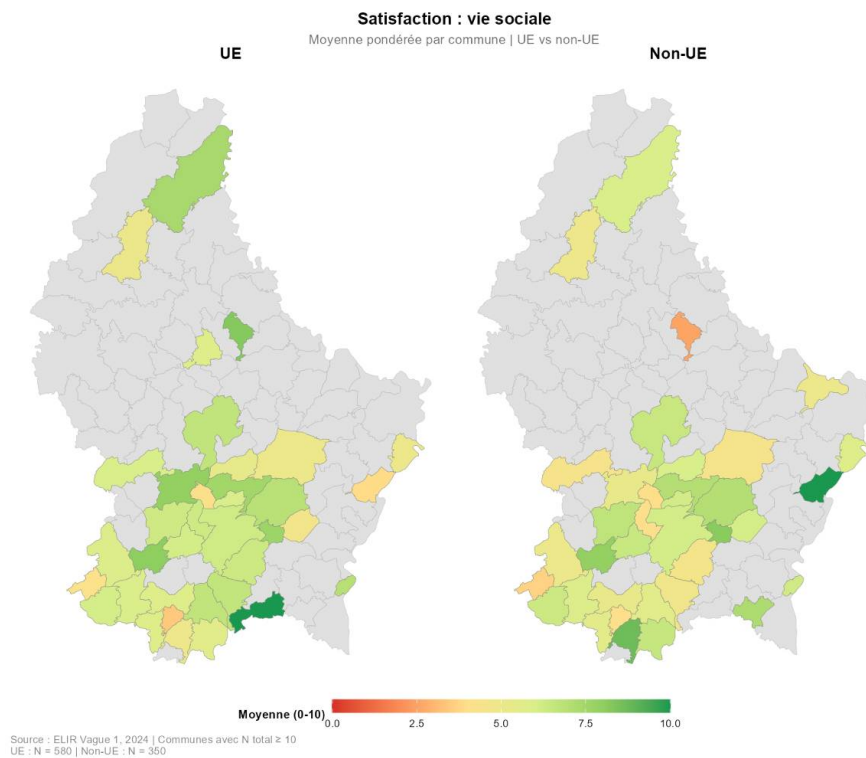 Satisfaction : vie sociale
Moyenne pondérée par commune | UE vs non-UE
UE
Non-UE
Moyenne (0-10)
0.0 2.5 5.0 7.5 10.0
Source : ELIR Vague 1, 2024 | Communes avec N total ≥ 10
UE : N = 580 | Non-UE : N = 350